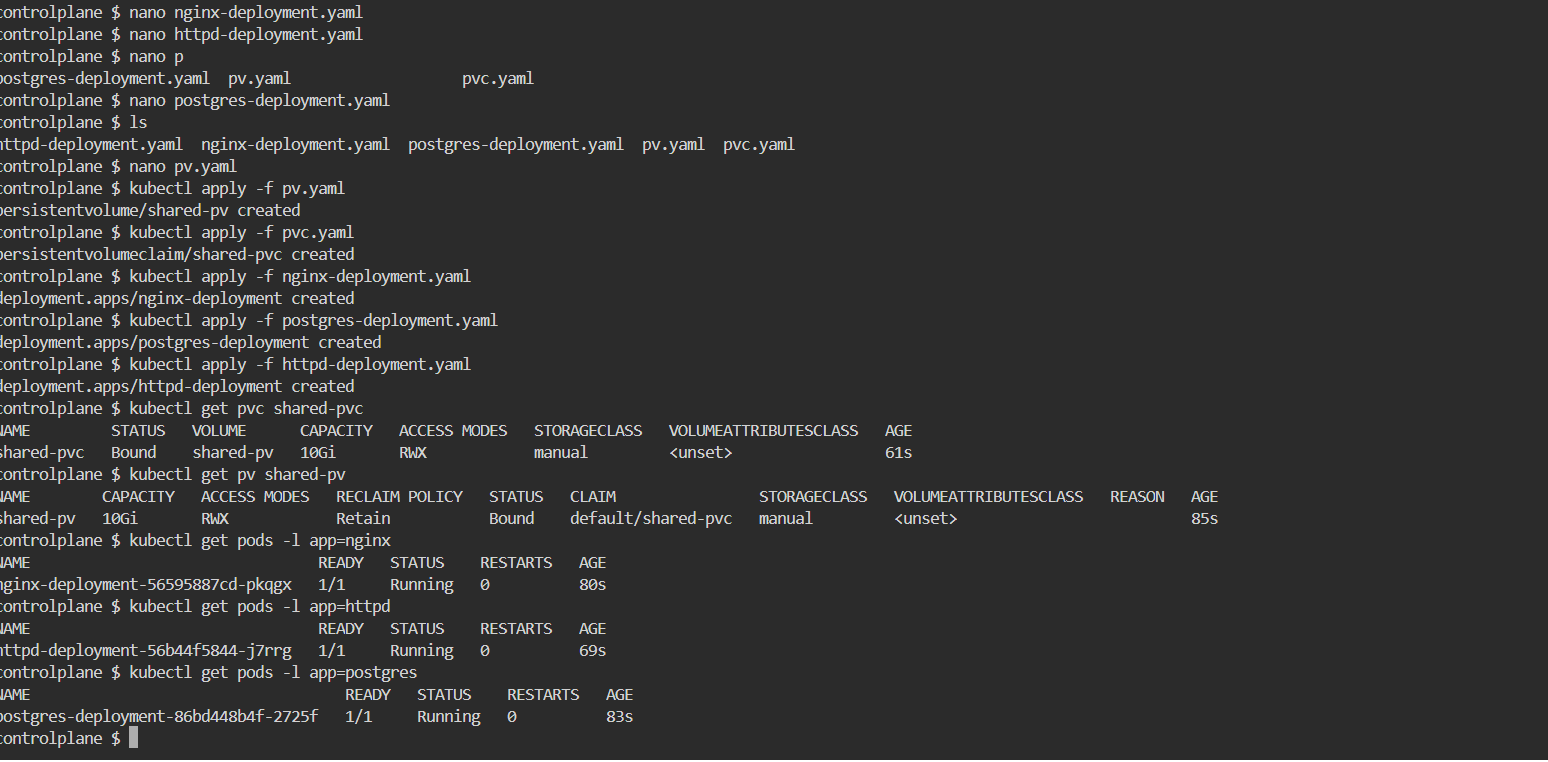 controlplane $ nano nginx-deployment.yaml
controlplane $ nano httpd-deployment.yaml
controlplane $ nano p
postgres-deployment.yaml  pv.yaml                   pvc.yaml
controlplane $ nano postgres-deployment.yaml
controlplane $ ls
httpd-deployment.yaml  nginx-deployment.yaml  postgres-deployment.yaml  pv.yaml  pvc.yaml
controlplane $ nano pv.yaml
controlplane $ kubectl apply -f pv.yaml
persistentvolume/shared-pv created
controlplane $ kubectl apply -f pvc.yaml
persistentvolumeclaim/shared-pvc created
controlplane $ kubectl apply -f nginx-deployment.yaml
deployment.apps/nginx-deployment created
controlplane $ kubectl apply -f postgres-deployment.yaml
deployment.apps/postgres-deployment created
controlplane $ kubectl apply -f httpd-deployment.yaml
deployment.apps/httpd-deployment created
controlplane $ kubectl get pvc shared-pvc
NAME         STATUS   VOLUME      CAPACITY   ACCESS MODES   STORAGECLASS   VOLUMEATTRIBUTESCLASS   AGE
shared-pvc   Bound    shared-pv   10Gi       RWX            manual         <unset>                 61s
controlplane $ kubectl get pv shared-pv
NAME        CAPACITY   ACCESS MODES   RECLAIM POLICY   STATUS   CLAIM                STORAGECLASS   VOLUMEATTRIBUTESCLASS   REASON   AGE
shared-pv   10Gi       RWX            Retain           Bound    default/shared-pvc   manual         <unset>                          85s
controlplane $ kubectl get pods -l app=nginx
NAME                                READY   STATUS    RESTARTS   AGE
nginx-deployment-56595887cd-pkqgx   1/1     Running   0          80s
controlplane $ kubectl get pods -l app=httpd
NAME                                READY   STATUS    RESTARTS   AGE
httpd-deployment-56b44f5844-j7rrg   1/1     Running   0          69s
controlplane $ kubectl get pods -l app=postgres
NAME                                   READY   STATUS    RESTARTS   AGE
postgres-deployment-86bd448b4f-2725f   1/1     Running   0          83s
controlplane $